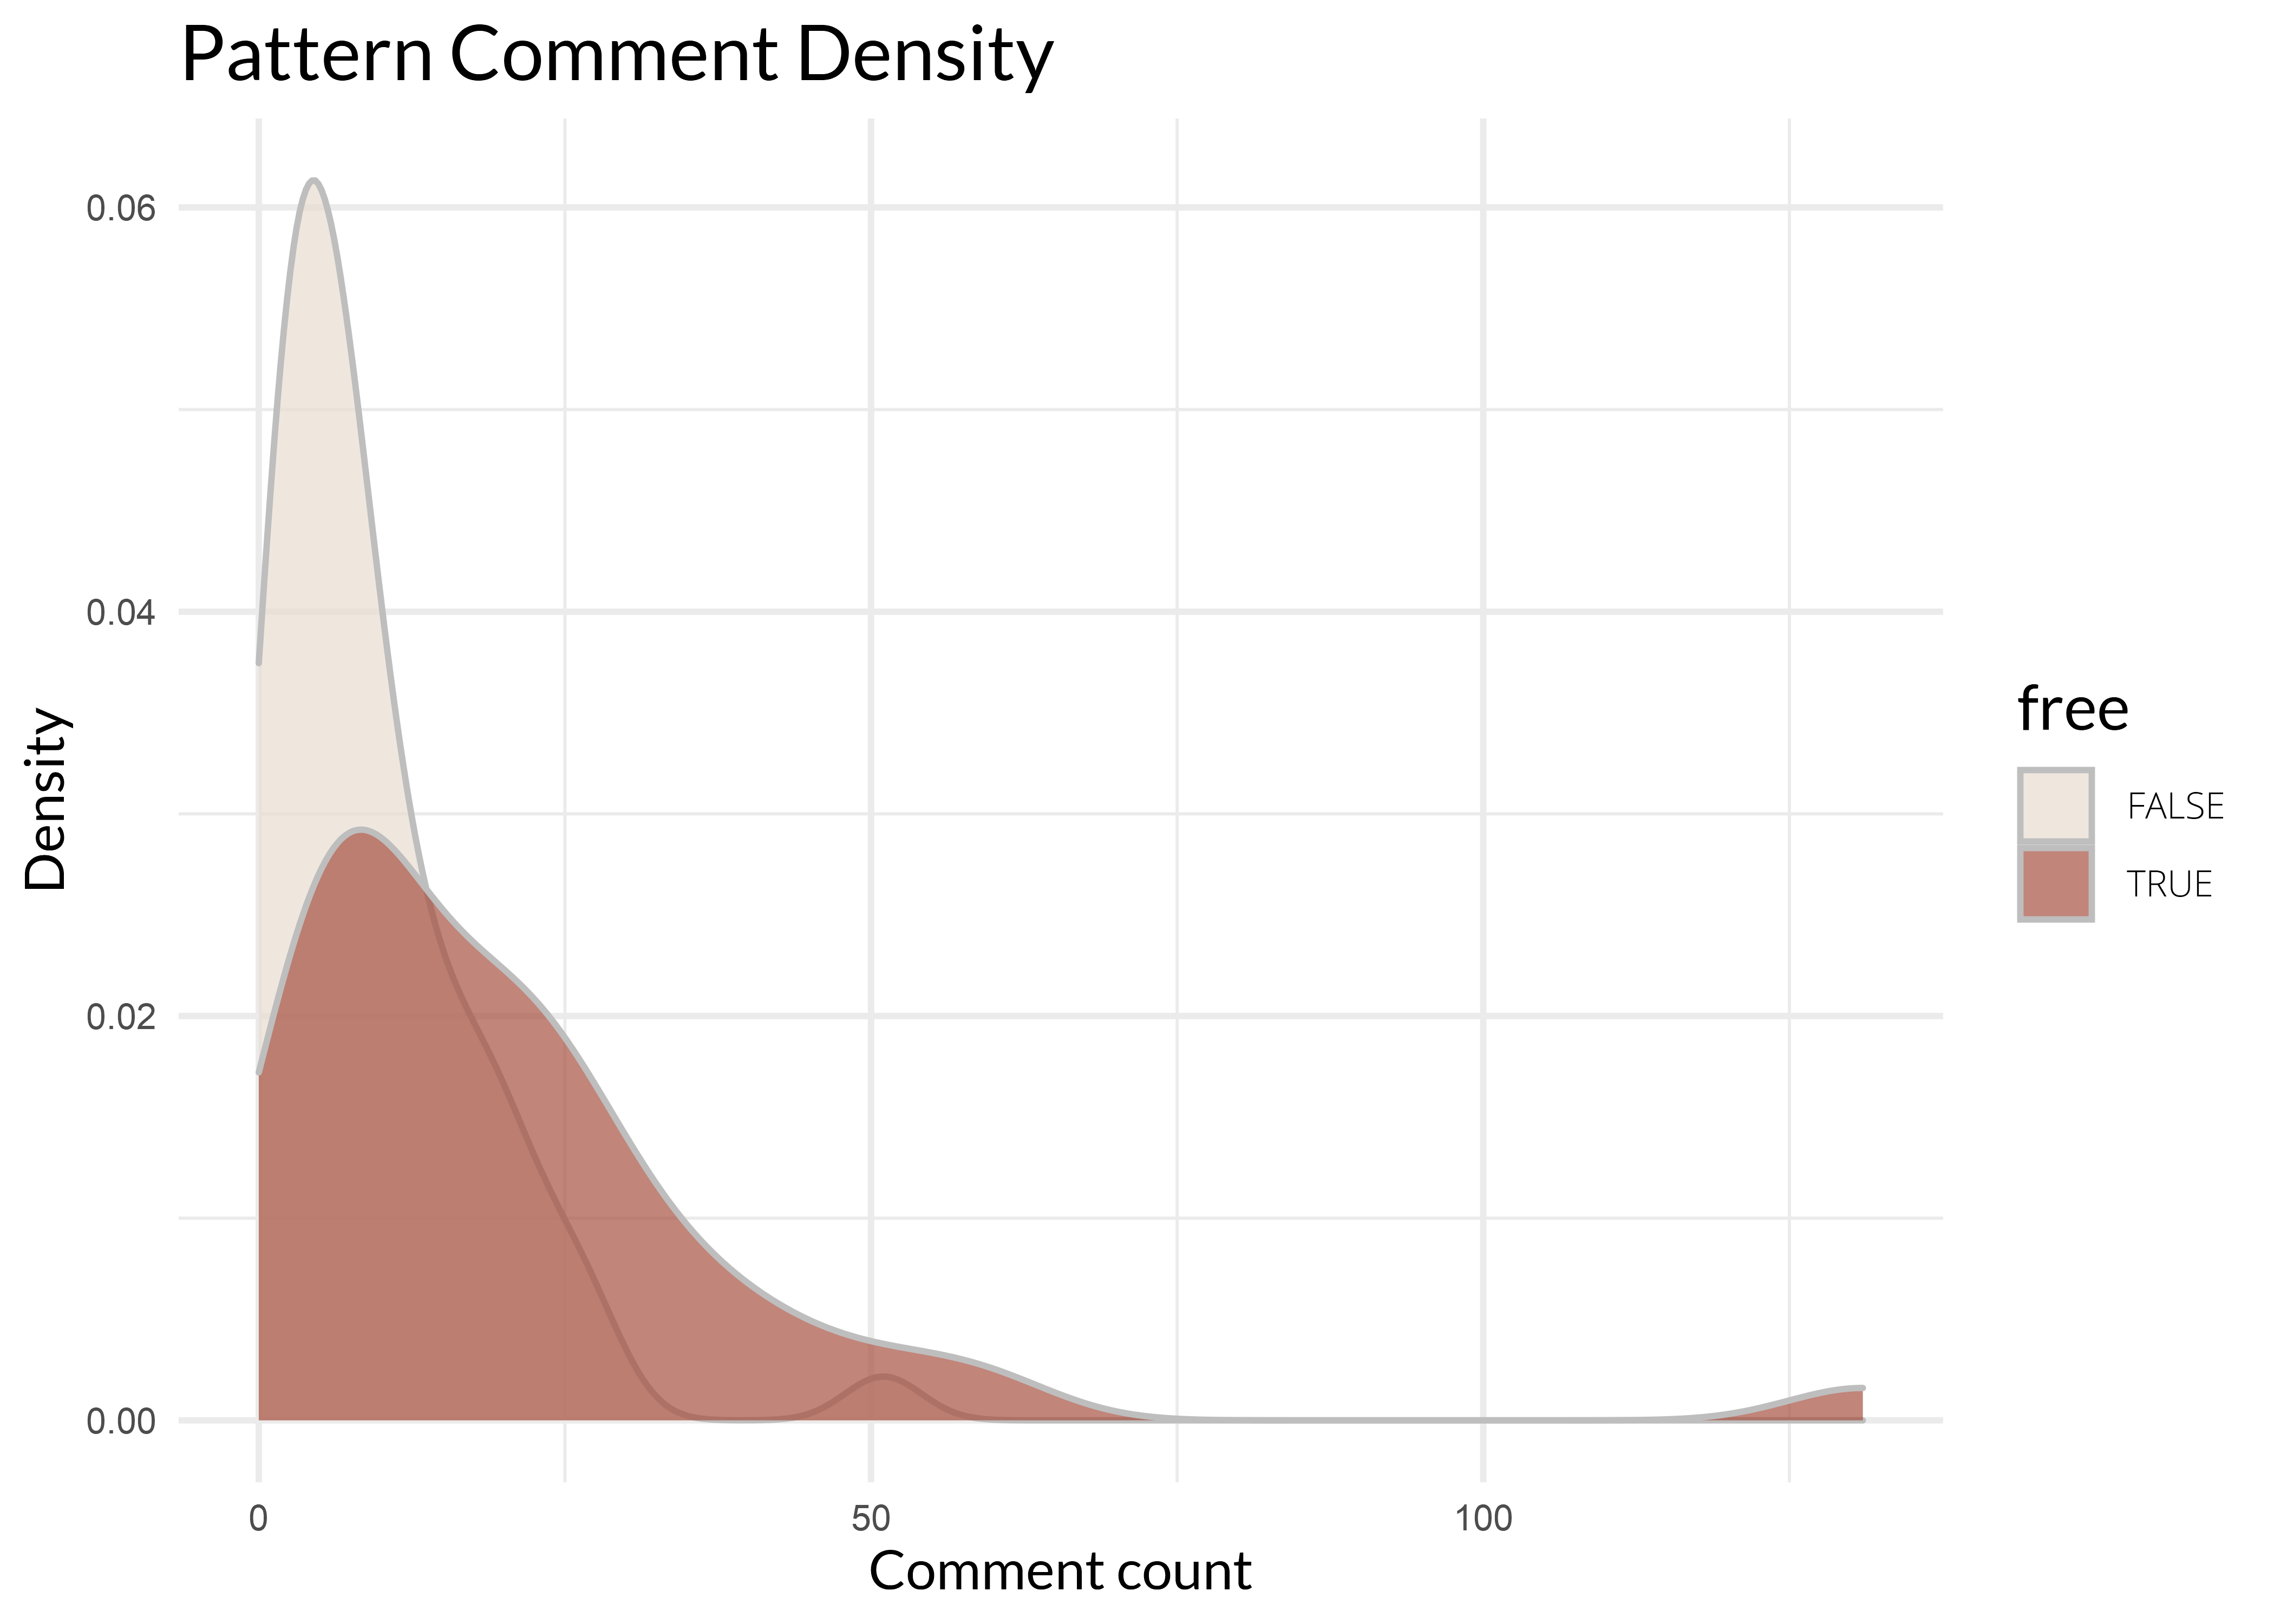 Pattern Comment Density
0.06
0.04
0.02
0.00
Density
0
50
100
Comment count
free
FALSE
TRUE